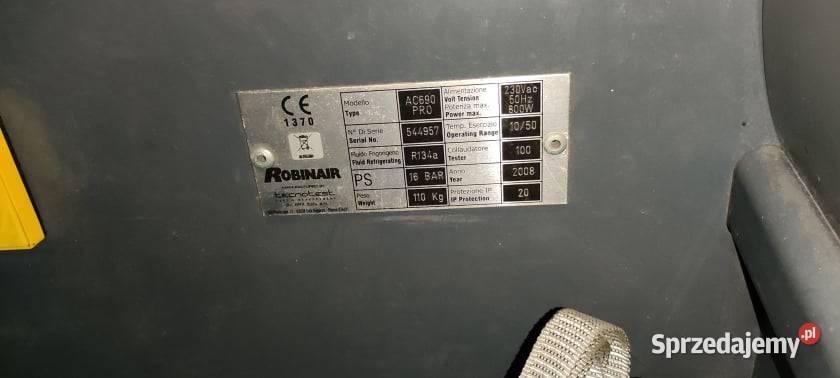 CE
1370
ROBINAIR
tecnotest
Modello
Type
AC690
PRO
Alimentazione
Volt Tension
Potenza max.
Power max.
230Vac
50Hz
800W
N° Di Serie
Serial No.
544957
Temp. Esercizio
Operating Range
10/50
Fluido Frigorigeno
Fluid Refrigerating
R134a
Collaudatore
Tester
100
PS
16 BAR
Anno
Year
2008
Peso
Weight
110 Kg
Protezione IP
IP Protection
20
Sprzedajemy.pl